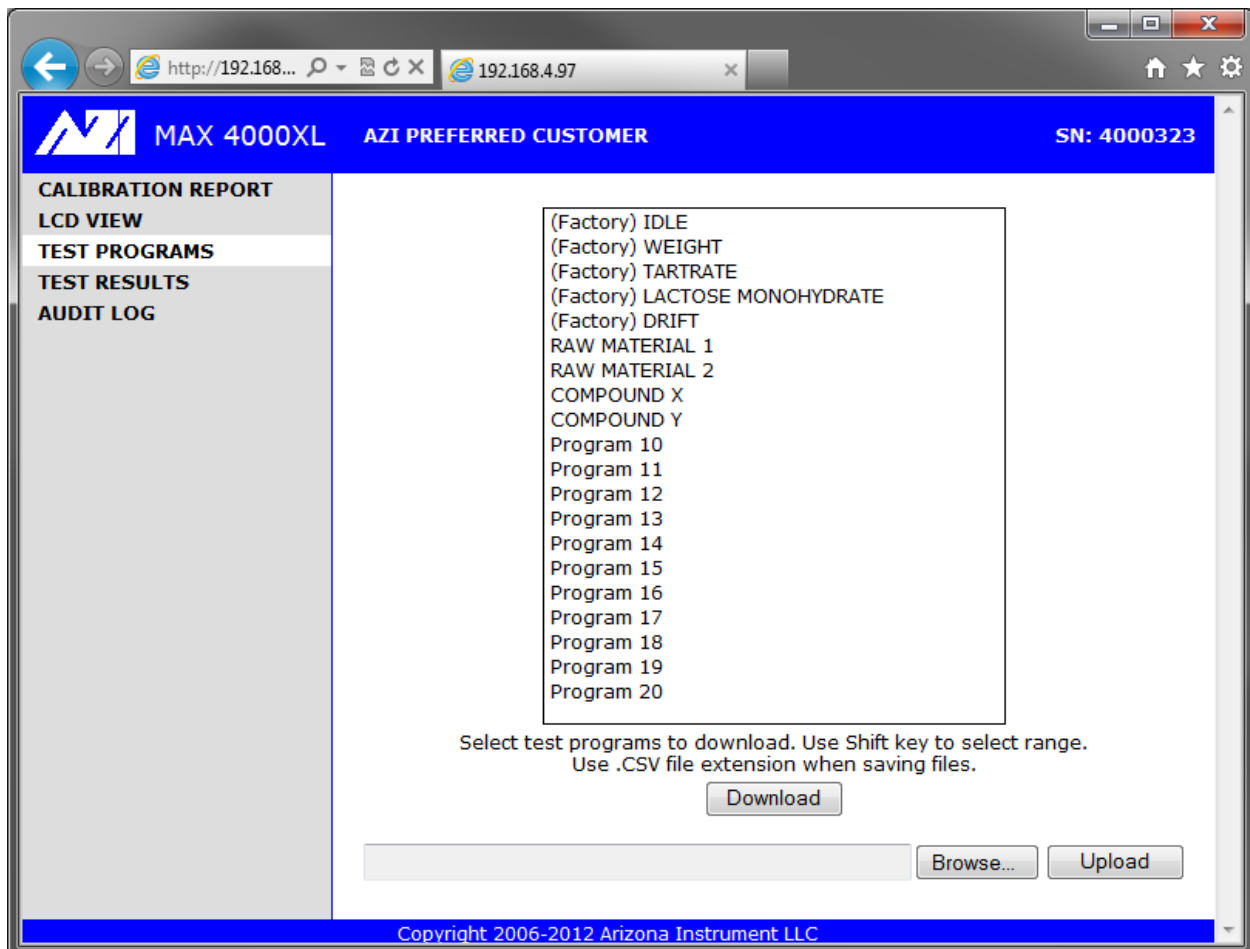 http://192.168...
192.168.4.97
AZI
MAX 4000XL
AZI PREFERRED CUSTOMER
SN: 4000323
CALIBRATION REPORT
LCD VIEW
TEST PROGRAMS
TEST RESULTS
AUDIT LOG
(Factory) IDLE
(Factory) WEIGHT
(Factory) TARTRATE
(Factory) LACTOSE MONOHYDRATE
(Factory) DRIFT
RAW MATERIAL 1
RAW MATERIAL 2
COMPOUND X
COMPOUND Y
Program 10
Program 11
Program 12
Program 13
Program 14
Program 15
Program 16
Program 17
Program 18
Program 19
Program 20
Select test programs to download. Use Shift key to select range.
Use .CSV file extension when saving files.
Download
Browse...
Upload
Copyright 2006-2012 Arizona Instrument LLC